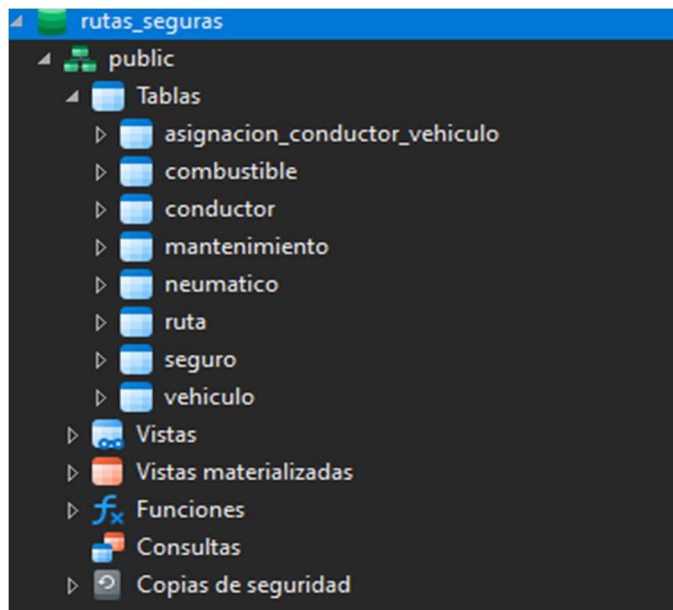 rutas_seguras
public
Tablas
asignacion_conductor_vehiculo
combustible
conductor
mantenimiento
neumatico
ruta
seguro
vehiculo
Vistas
Vistas materializadas
fx Funciones
Consultas
Copias de seguridad